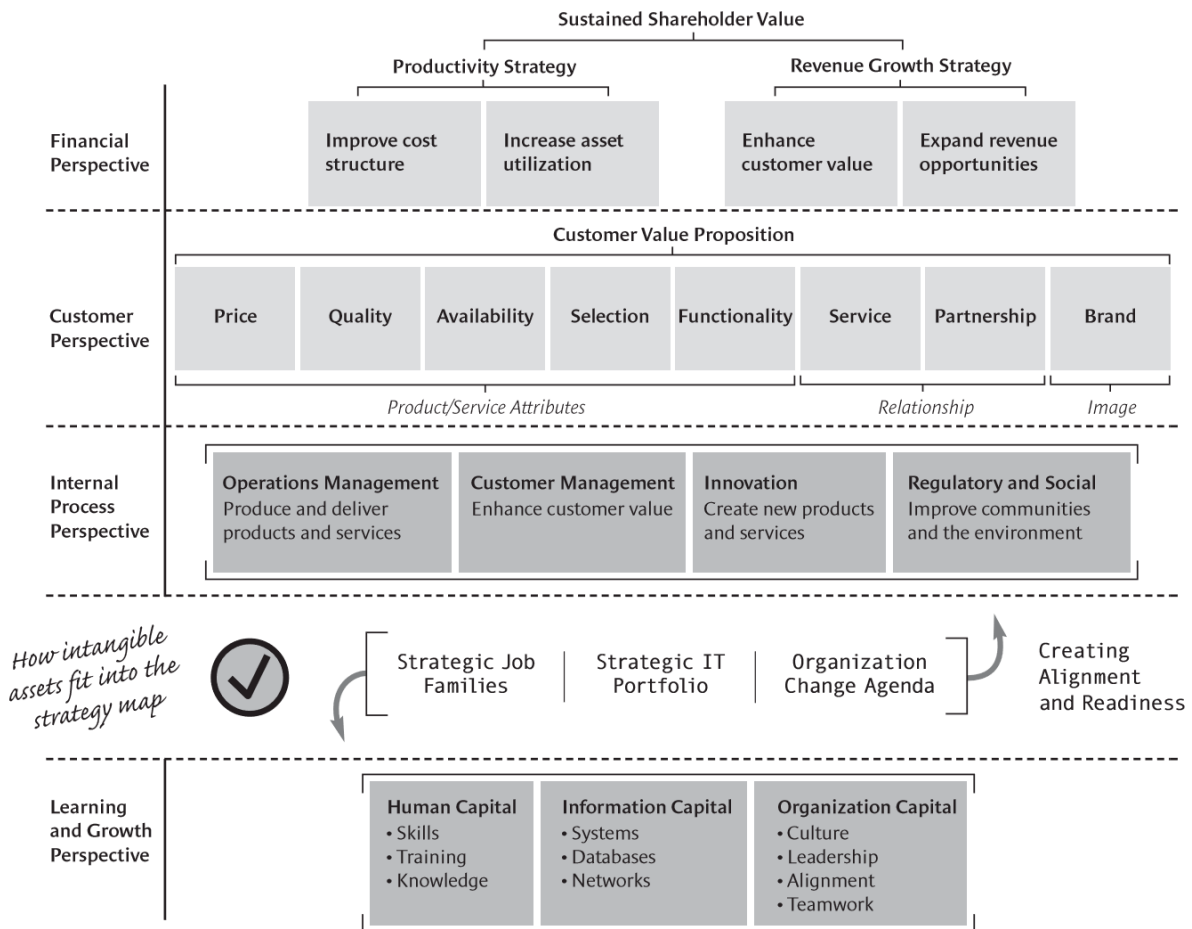 Sustained Shareholder Value
Productivity Strategy
Revenue Growth Strategy
Financial
Perspective
Improve cost
structure
Increase asset
utilization
Enhance
customer value
Expand revenue
opportunities
Customer Value Proposition
Customer
Perspective
Price
Quality
Availability
Selection
Functionality
Service
Partnership
Brand
Product/Service Attributes
Relationship
Image
Internal
Process
Perspective
Operations Management
Produce and deliver
products and services
Customer Management
Enhance customer value
Innovation
Create new products
and services
Regulatory and Social
Improve communities
and the environment
How intangible
assets fit into the
strategy map
Strategic Job
Families
Strategic IT
Portfolio
Organization
Change Agenda
Creating
Alignment
and Readiness
Learning
and Growth
Perspective
Human Capital
• Skills
• Training
• Knowledge
Information Capital
• Systems
• Databases
• Networks
Organization Capital
• Culture
• Leadership
• Alignment
• Teamwork